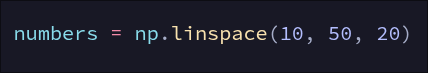 numbers = np.linspace(10, 50, 20)